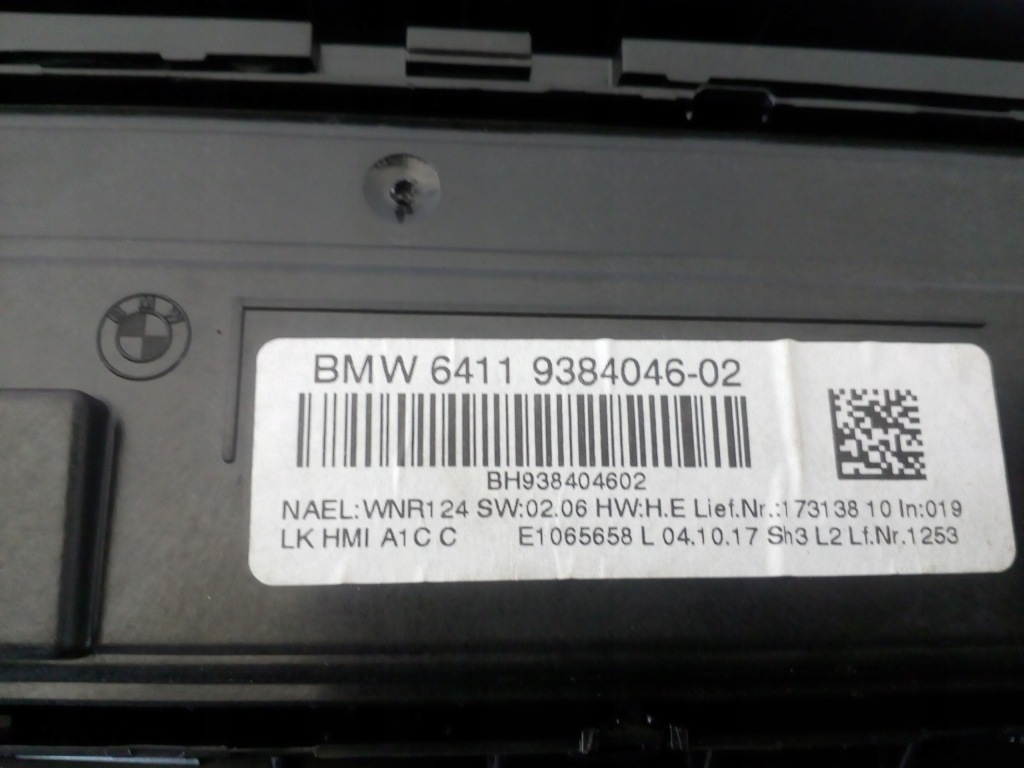 BMW
BMW 6411 9384046-02
BH938404602
NAEL:WNR124 SW:02.06 HW:H.E Lief.Nr.:173138 10 In:019
LK HMI A1C C E1065658 L 04.10.17 Sh3 L2 Lf.Nr.1253